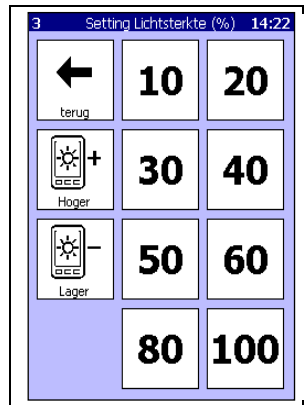 3 Setting Lichtsterkte (%) 14:22
terug 10 20
Hoger 30 40
Lager 50 60
80 100